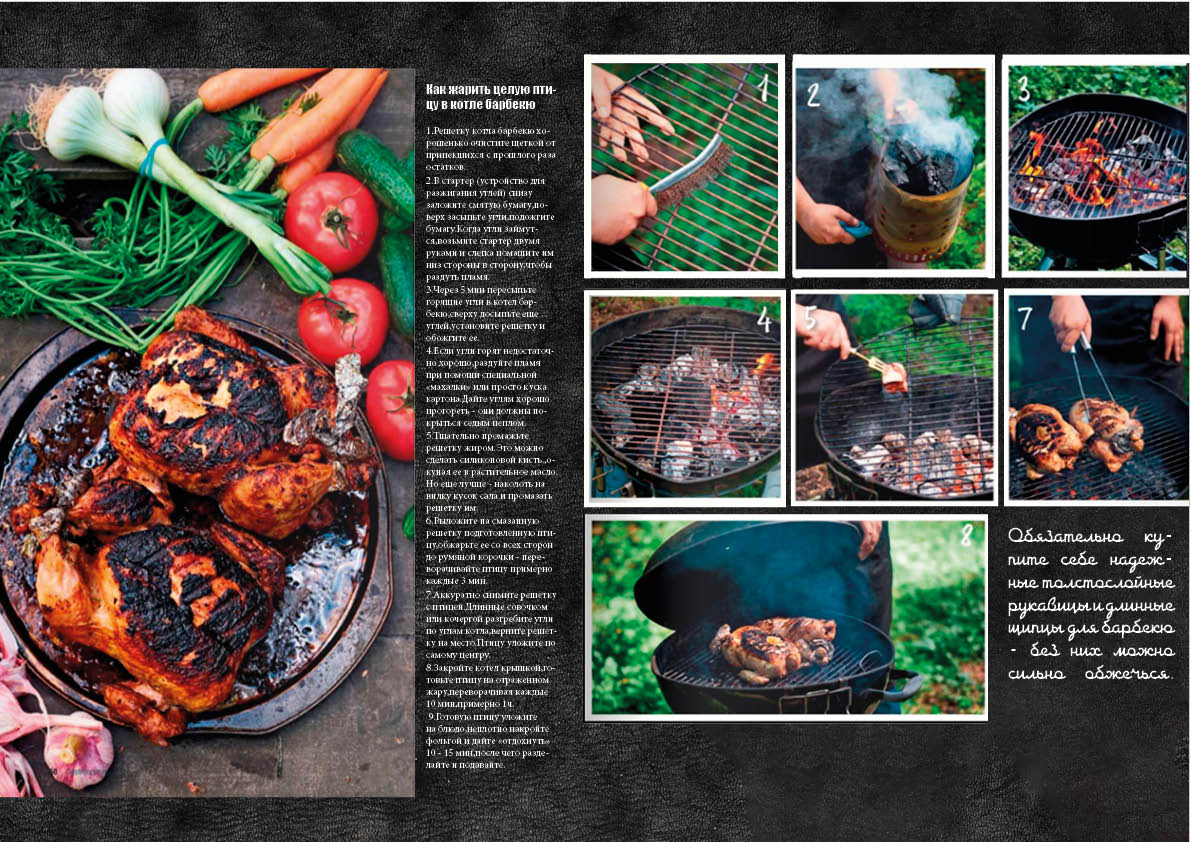 Как жарить целую пти-
цу в котле барбекю
1.Решетку котла барбекю хо-
рошенько очистите щеткой от
припекшихся с прошлого раза
остатков.
2.В стартер (устройство для
разжигания углей) снизу
заложите смятую бумагу,по-
верх засыпьте угли,подожгите
бумагу.Когда угли займут-
ся,возьмите стартер двумя
руками и слегка помашите им
низ стороны в сторону,чтобы
раздуть пламя.
3.Через 5 мин пересыпьте
горящие угли в котел бар-
бекю,сверху досыпьте еще
углей,установите решетку и
обожгите ее.
4.Если угли горят недостаточ-
но хорошо,раздуйте пламя
при помощи специальной
«махалки» или просто куска
картона.Дайте углям хорошо
прогореть - они должны по-
крыться седым пеплом.
5.Тщательно промажьте
решетку жиром. Это можно
сделать силиконовой кисть.,о-
куная ее в растительное масло.
Но еще лучше - наколоть на
вилку кусок сала и промазать
решетку им.
6.Выложите на смазанную
решетку подготовленную пти-
цу,обжарьте ее со всех сторон
до румяной корочки - пере-
ворачивайте птицу примерно
каждые 3 мин.
7.Аккуратно снимите решетку
с птицей.Длинные совочком
или кочергой разгребите угли
по углам котла,верните решет-
ку на место.Птицу уложите по
самому центру.
8.Закройте котел крышкой,го-
товьте птицу на отраженном
жару,переворачивая каждые
10 мин,примерно 1ч.
9.Готовую птицу уложите
на блюдо,неплотно накройте
фольгой и дайте «отдохнуть»
10 - 15 мин,после чего разде-
лайте и подавайте.
1
2
3
4
5
7
8
Обязательно ку-
пите себе надеж-
ные толстослойные
рукавицы и длинные
щипцы для барбекю
- без них можно
сильно обжечься.